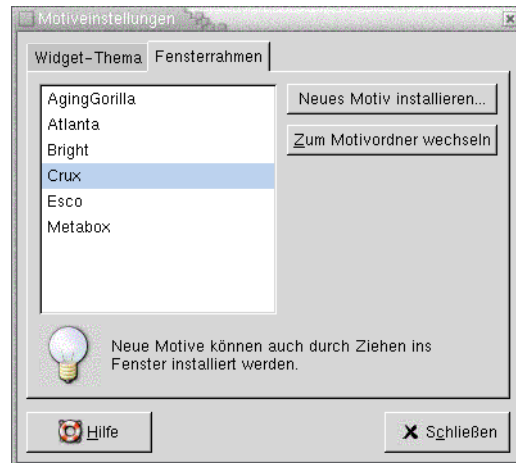 Motiveinstellungen
Widget-Thema Fensterrahmen
AgingGorilla
Atlanta
Bright
Crux
Esco
Metabox
Neues Motiv installieren...
Zum Motivordner wechseln
Neue Motive können auch durch Ziehen ins
Fenster installiert werden.
Hilfe
Schließen